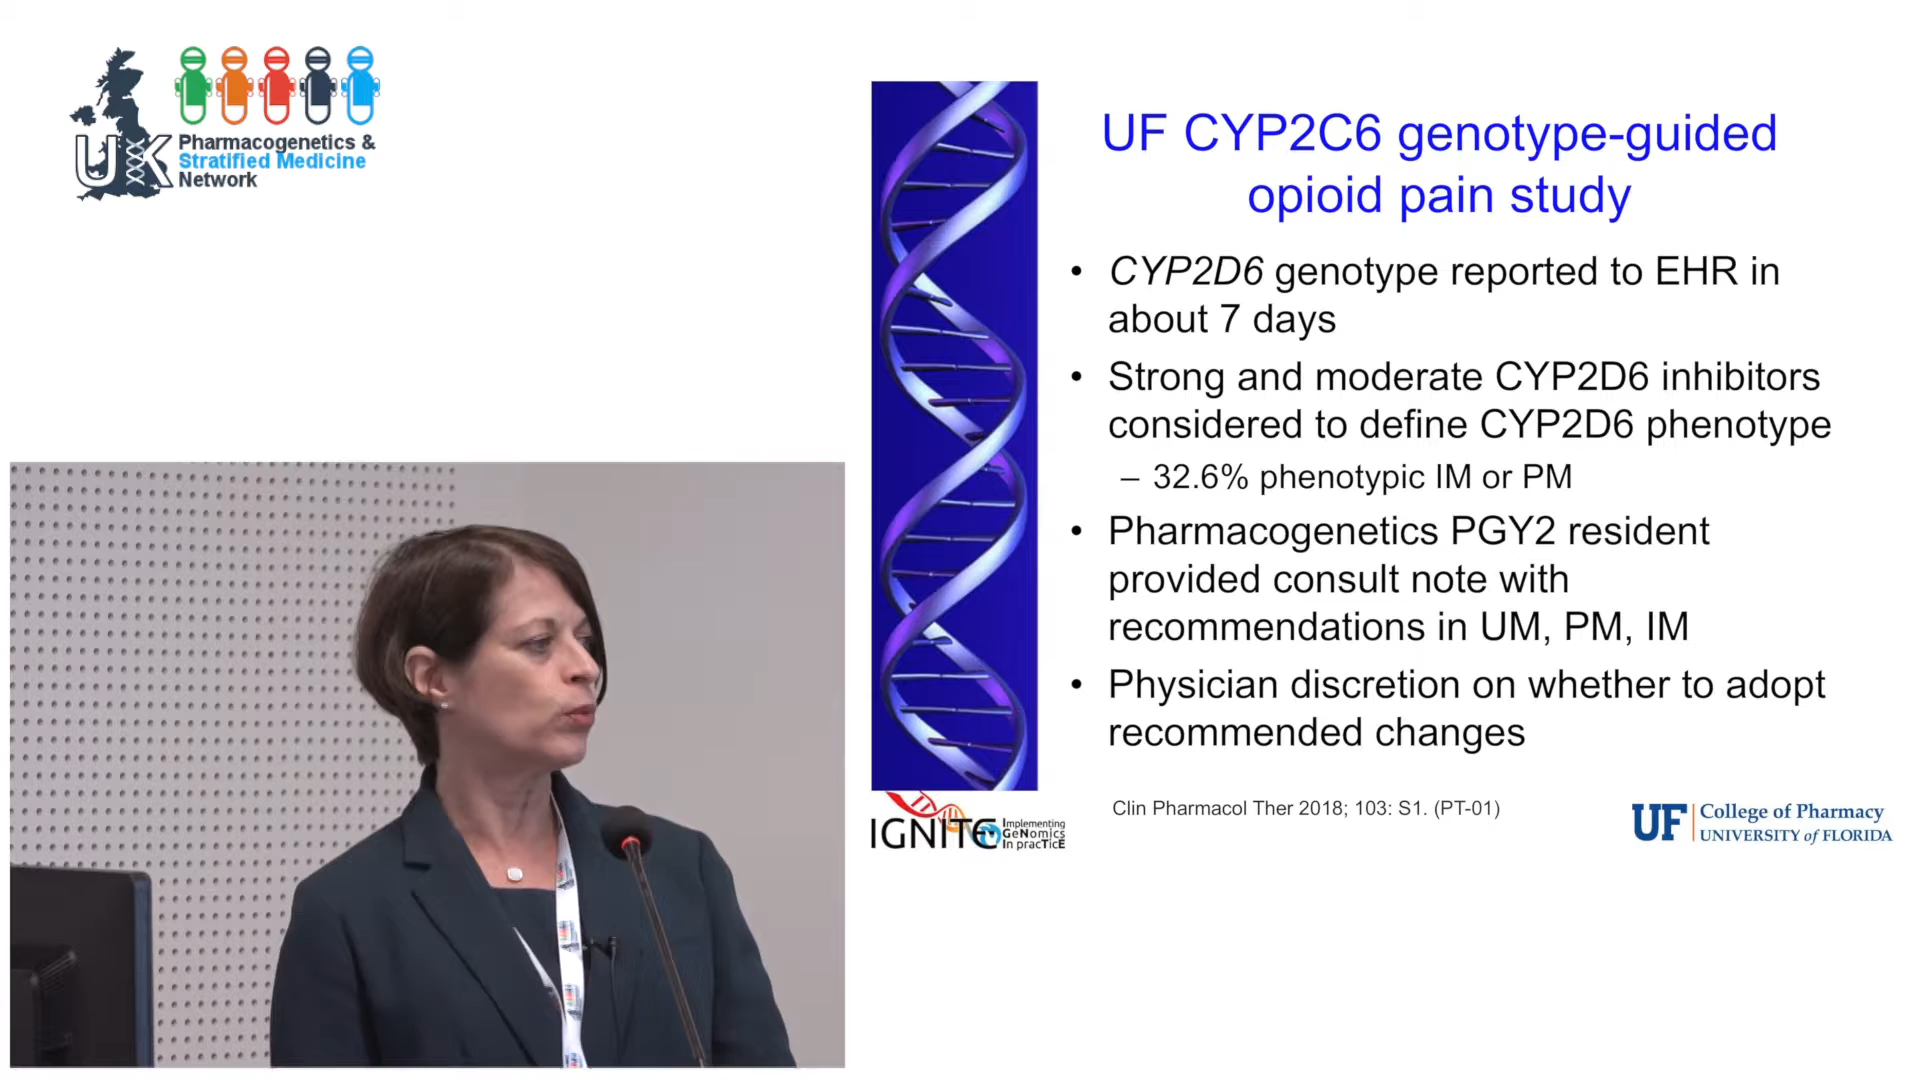 UK
Pharmacogenetics &
Stratified Medicine
Network
UF CYP2C6 genotype-guided
opioid pain study
• CYP2D6 genotype reported to EHR in
about 7 days
• Strong and moderate CYP2D6 inhibitors
considered to define CYP2D6 phenotype
– 32.6% phenotypic IM or PM
• Pharmacogenetics PGY2 resident
provided consult note with
recommendations in UM, PM, IM
• Physician discretion on whether to adopt
recommended changes
Clin Pharmacol Ther 2018; 103: S1. (PT-01)
IGNITE
Implementing
GeNomics
In pracTicE
UF
College of Pharmacy
UNIVERSITY of FLORIDA